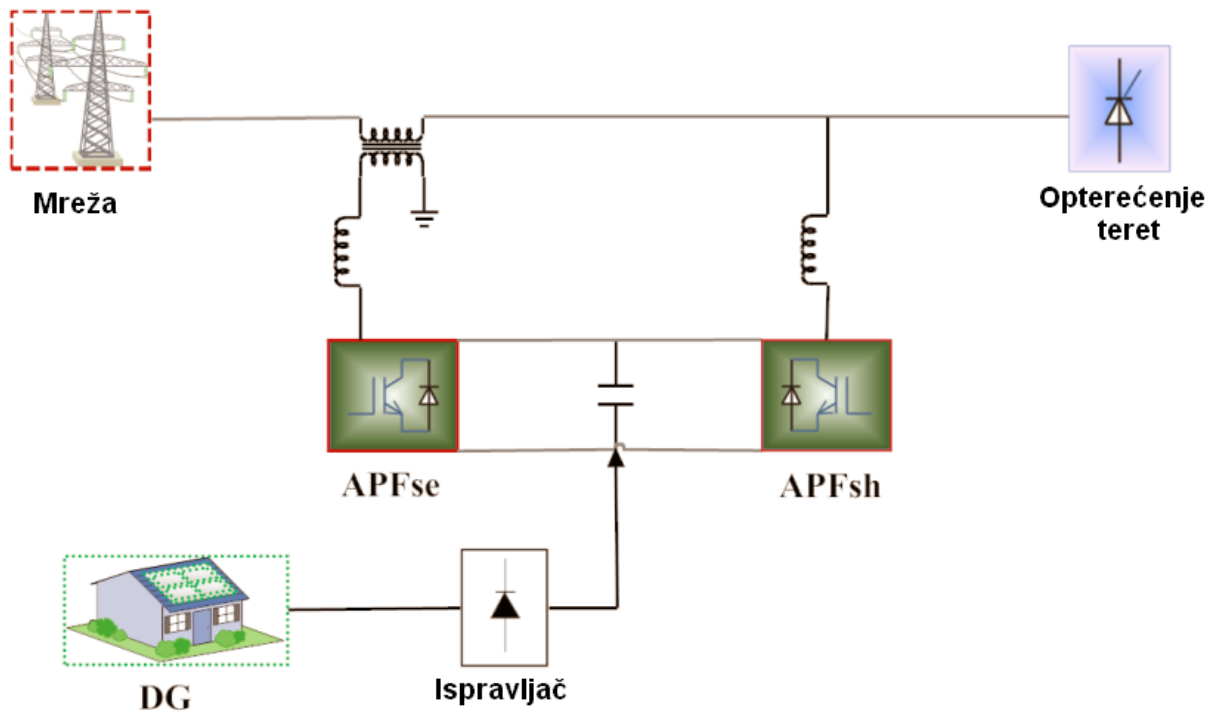 Mreža
Opterećenje
teret
APFse
APFsh
DG
Ispravljač